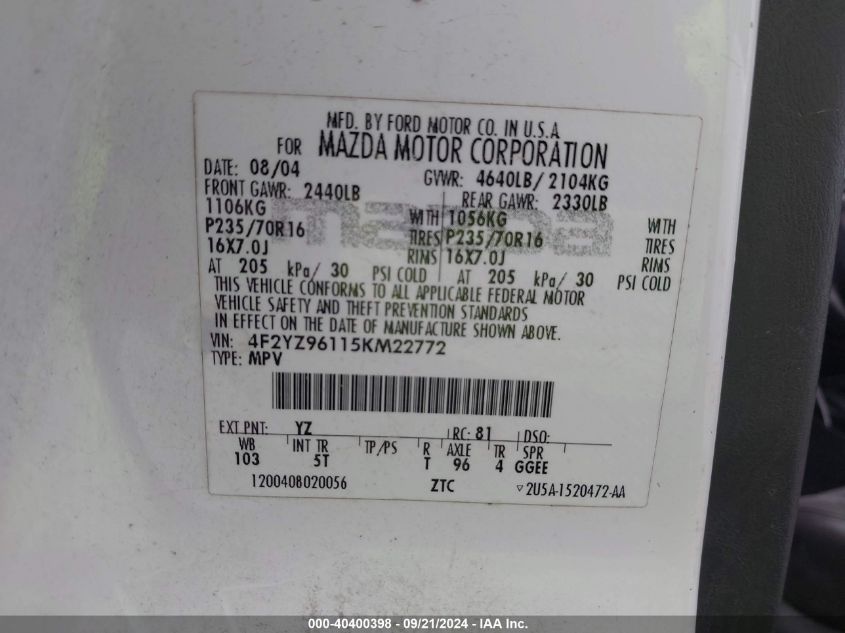 MFD. BY FORD MOTOR CO. IN U.S.A
FOR MAZDA MOTOR CORPORATION
DATE: 08/04 GVWR: 4640LB/ 2104KG
FRONT GAWR: 2440LB REAR GAWR: 2330LB
1106KG WITH 1056KG WITH
P235/70R16 TIRES P235/70R16 TIRES
16X7.0J RIMS 16X7.0J RIMS
AT 205 kPa/ 30 PSI COLD AT 205 kPa/ 30 PSI COLD
THIS VEHICLE CONFORMS TO ALL APPLICABLE FEDERAL MOTOR
VEHICLE SAFETY AND THEFT PREVENTION STANDARDS
IN EFFECT ON THE DATE OF MANUFACTURE SHOWN ABOVE.
VIN: 4F2YZ96115KM22772
TYPE: MPV
EXT PNT: YZ RC: 81 DSO:
WB INT TR TP/PS R AXLE TR SPR
103 5T T 96 4 GGEE
1200408020056 ZTC ▽2U5A-1520472-AA
000-40400398 - 09/21/2024 - IAA Inc.